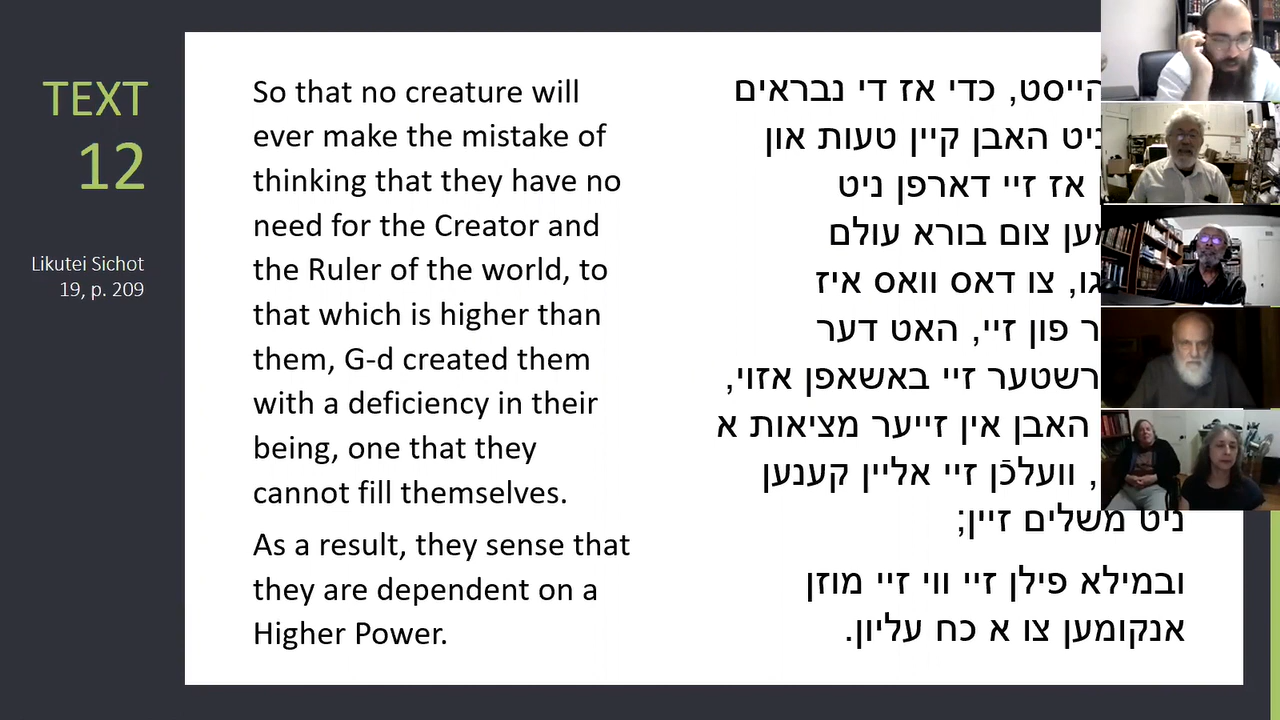 TEXT
12
Likutei Sichot
19, p. 209
So that no creature will
ever make the mistake of
thinking that they have no
need for the Creator and
the Ruler of the world, to
that which is higher than
them, G-d created them
with a deficiency in their
being, one that they
cannot fill themselves.
As a result, they sense that
they are dependent on a
Higher Power.
הייסט, כדי אז די נבראים
ניט האבן קיין טעות און
אז זיי דארפן ניט
צום בורא עולם
צו דאס וואס איז
פון זיי, האט דער
זיי באשאפן אזוי,
האבן אין זייער מציאות א
, וועלכֿן זיי אליין קענען
ניט משלים זיין;
ובמילא פילן זיי ווי זיי מוזן
אנקומען צו א כח עליון.